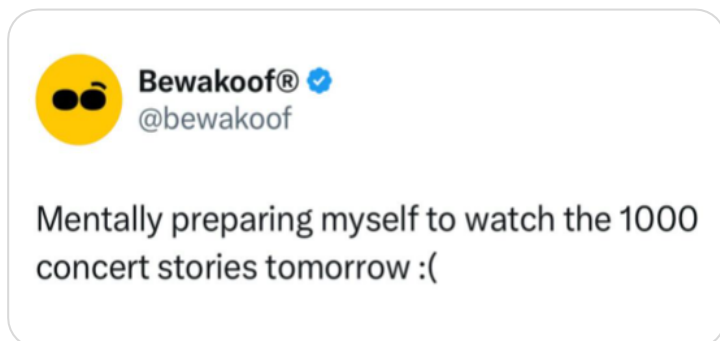 Bewakoof®
@bewakoof
Mentally preparing myself to watch the 1000
concert stories tomorrow :(